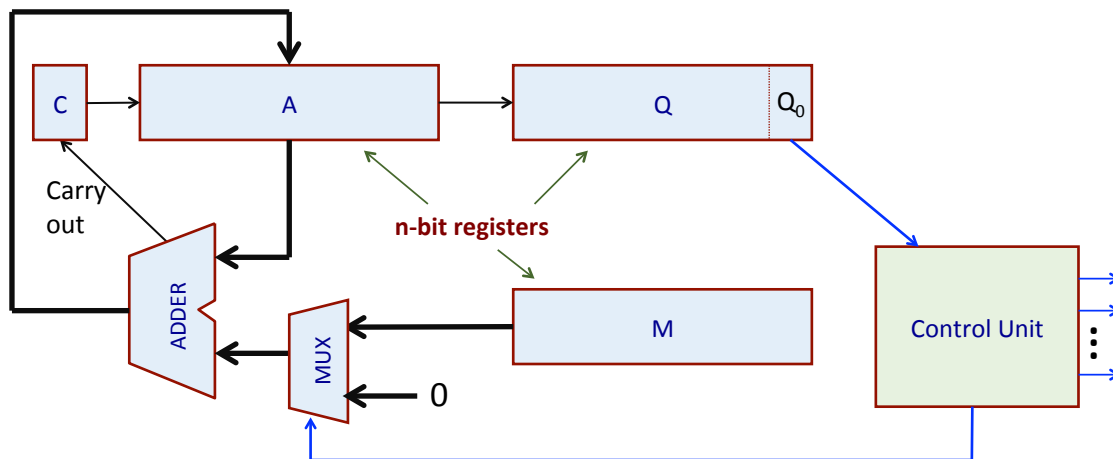 C
A
Q
Q0
Carry
out
n-bit registers
ADDER
MUX
M
0
Control Unit